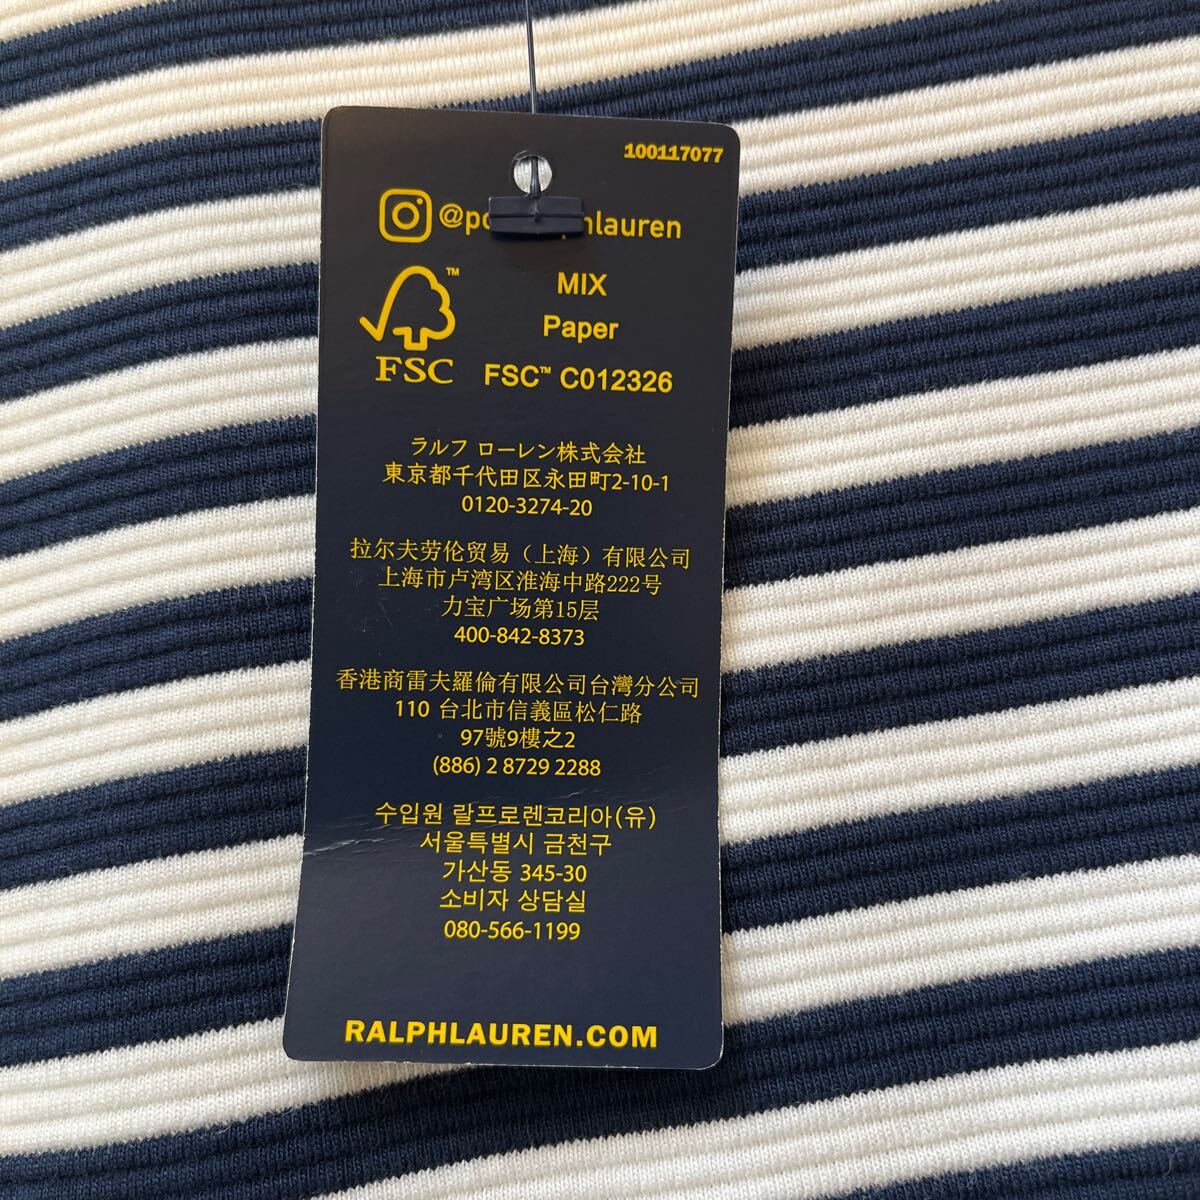 100117077
MIX
Paper
™
FSC
FSC™ C012326
ラルフ ローレン株式会社
東京都千代田区永田町2-10-1
0120-3274-20
拉尔夫劳伦贸易（上海）有限公司
上海市卢湾区淮海中路222号
力宝广场第15层
400-842-8373
香港商雷夫羅倫有限公司台灣分公司
110 台北市信義區松仁路
97號9樓之2
(886) 2 8729 2288
수입원 랄프로렌코리아(유)
서울특별시 금천구
가산동 345-30
소비자 상담실
080-566-1199
RALPHLAUREN.COM